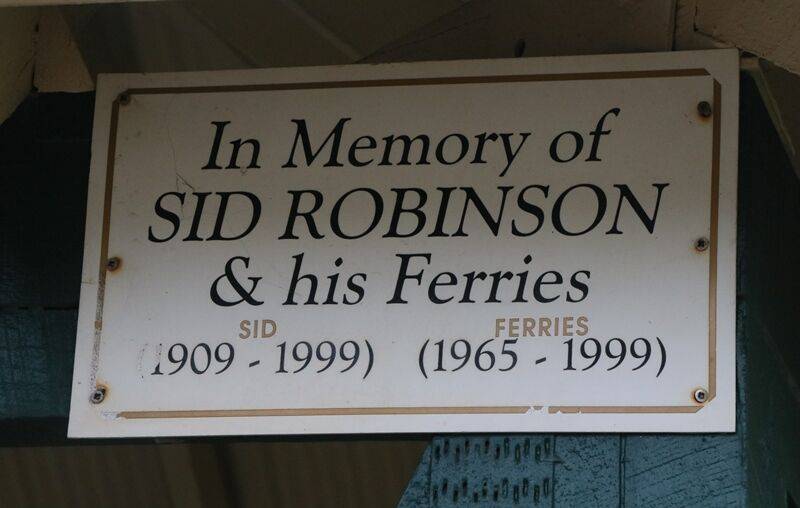 In Memory of
SID ROBINSON
& his Ferries
SID FERRIES
(1909 - 1999) (1965 - 1999)